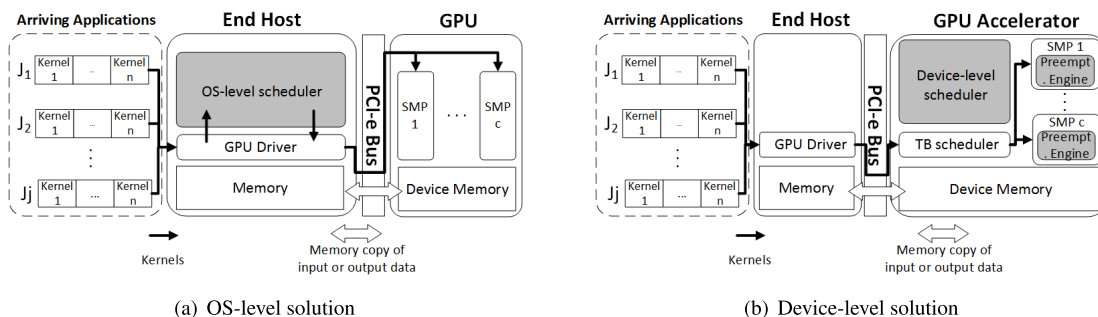 Arriving Applications
End Host
GPU
J1
Kernel 1
...
Kernel n
J2
Kernel 1
...
Kernel n
Jj
Kernel 1
...
Kernel n
OS-level scheduler
GPU Driver
Memory
PCI-e Bus
SMP 1
. . .
SMP c
Device Memory
Kernels
Memory copy of
input or output data
(a) OS-level solution
Arriving Applications
End Host
GPU Accelerator
J1
Kernel 1
...
Kernel n
J2
Kernel 1
...
Kernel n
Jj
Kernel 1
...
Kernel n
GPU Driver
Memory
PCI-e Bus
Device-level
scheduler
TB scheduler
SMP 1
Preempt
. Engine
SMP c
Preempt
. Engine
Device Memory
Kernels
Memory copy of
input or output data
(b) Device-level solution